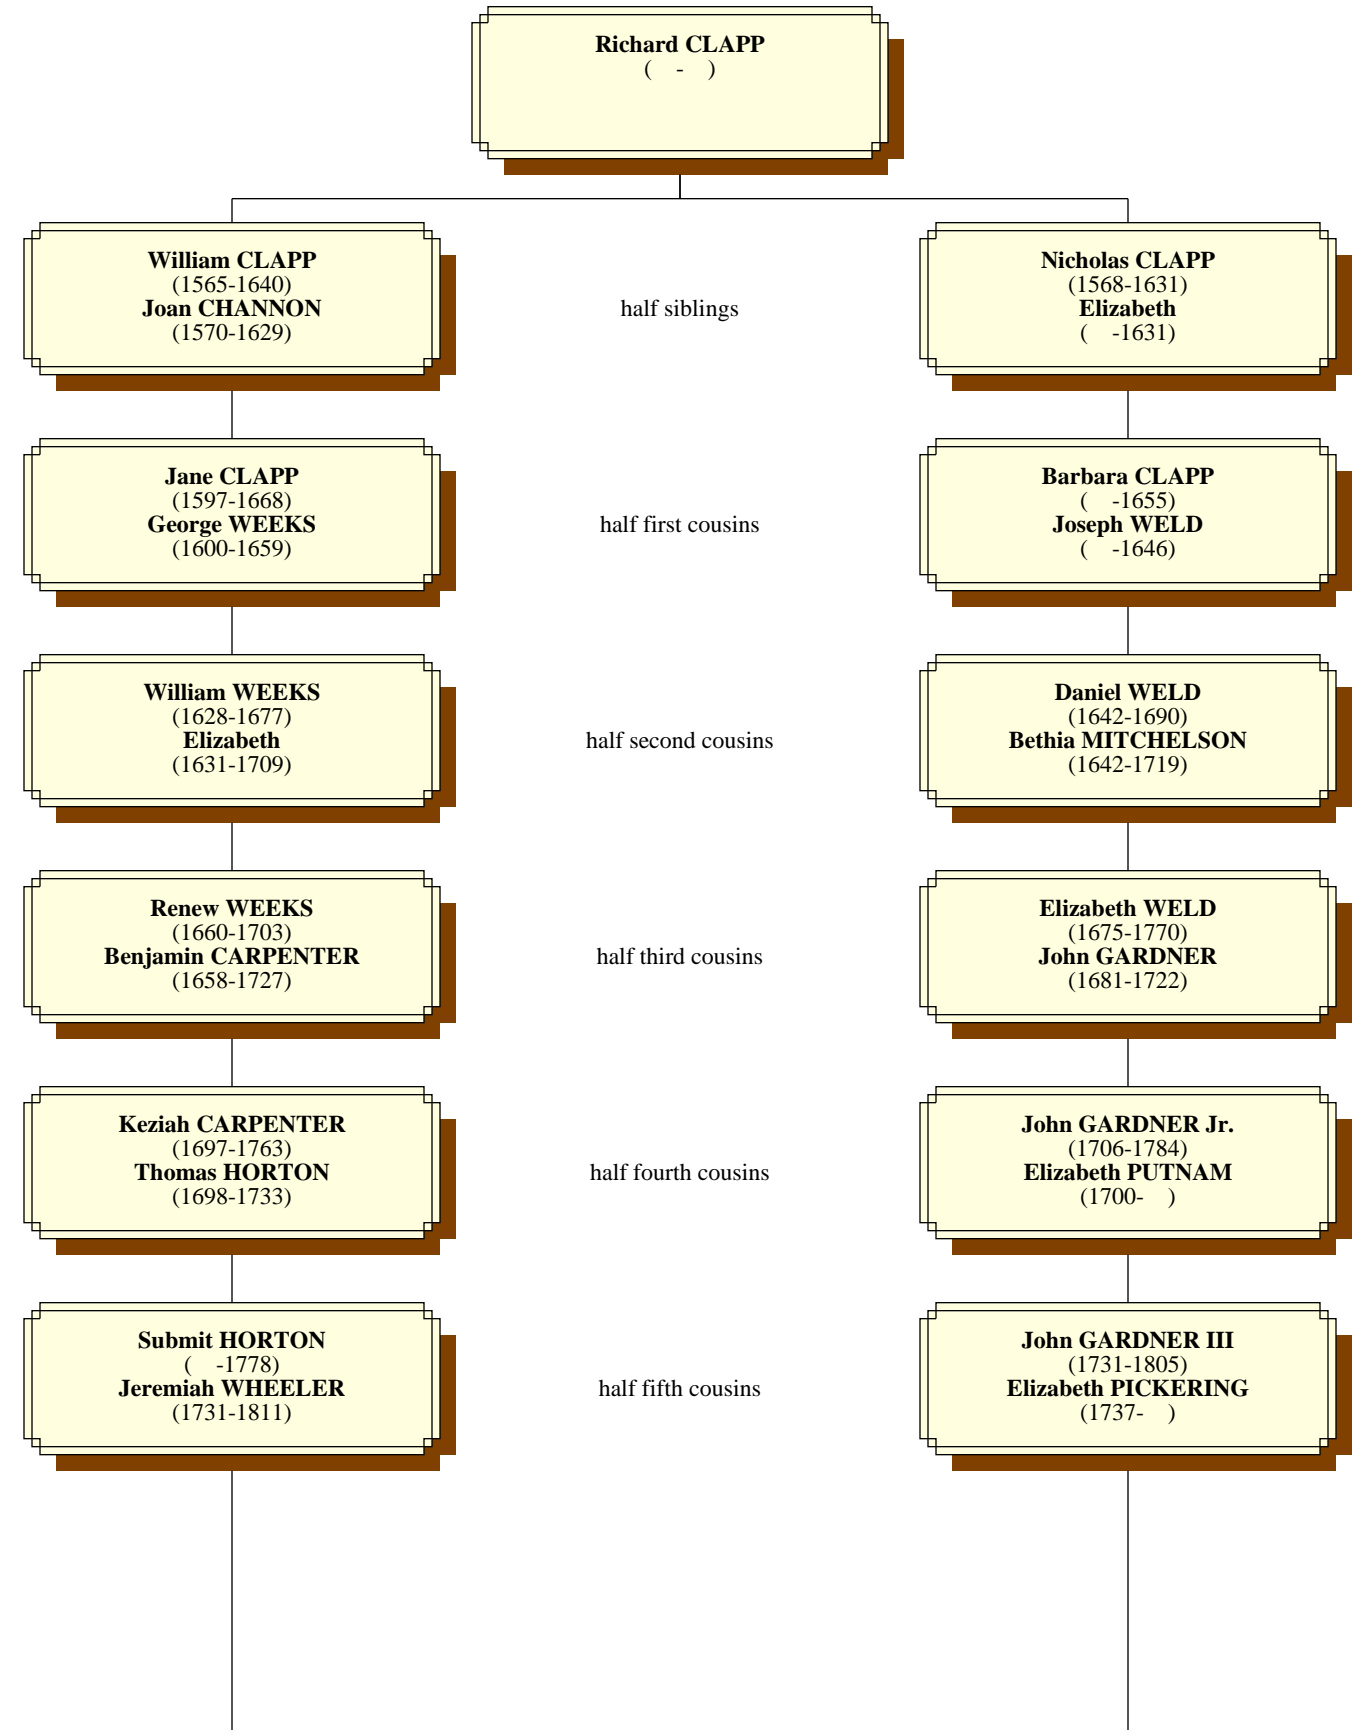 Richard CLAPP
(    -    )
William CLAPP
(1565-1640)
Joan CHANNON
(1570-1629)
half siblings
Nicholas CLAPP
(1568-1631)
Elizabeth
(    -1631)
Jane CLAPP
(1597-1668)
George WEEKS
(1600-1659)
half first cousins
Barbara CLAPP
(    -1655)
Joseph WELD
(    -1646)
William WEEKS
(1628-1677)
Elizabeth
(1631-1709)
half second cousins
Daniel WELD
(1642-1690)
Bethia MITCHELSON
(1642-1719)
Renew WEEKS
(1660-1703)
Benjamin CARPENTER
(1658-1727)
half third cousins
Elizabeth WELD
(1675-1770)
John GARDNER
(1681-1722)
Keziah CARPENTER
(1697-1763)
Thomas HORTON
(1698-1733)
half fourth cousins
John GARDNER Jr.
(1706-1784)
Elizabeth PUTNAM
(1700-    )
Submit HORTON
(    -1778)
Jeremiah WHEELER
(1731-1811)
half fifth cousins
John GARDNER III
(1731-1805)
Elizabeth PICKERING
(1737-    )